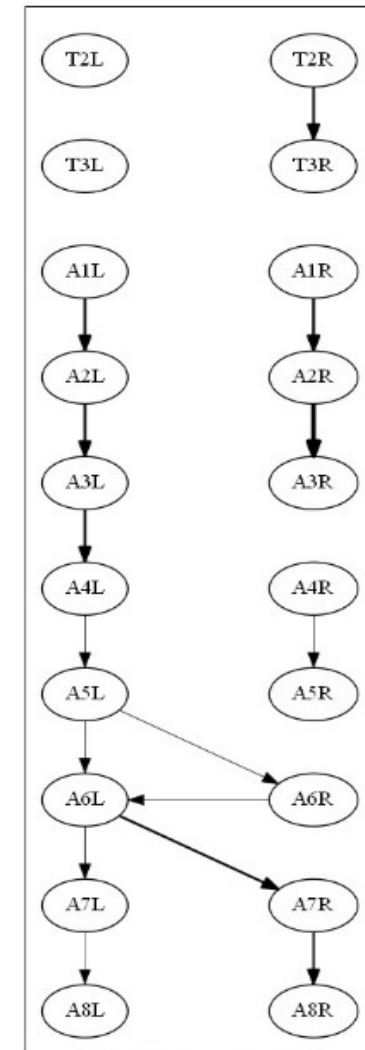 T2L T2R
T3L T3R
A1L A1R
A2L A2R
A3L A3R
A4L A4R
A5L A5R
A6L A6R
A7L A7R
A8L A8R